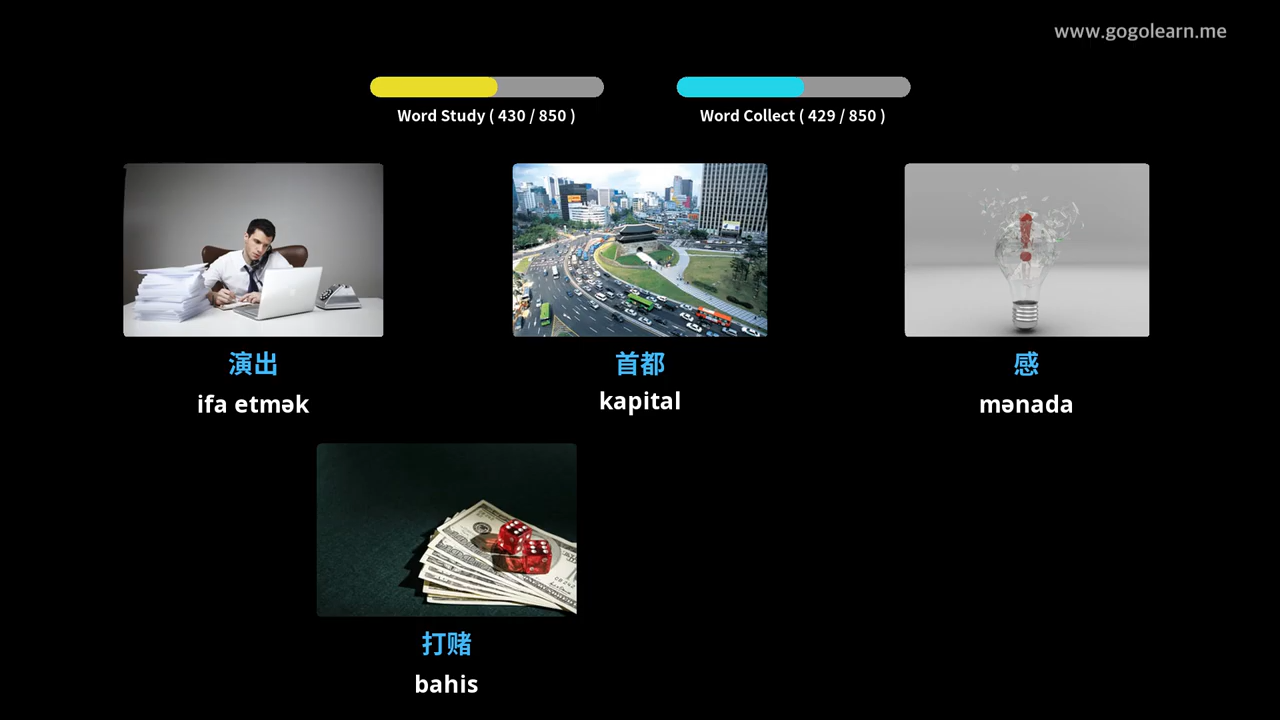 www.gogolearn.me
Word Study ( 430 / 850 )
Word Collect ( 429 / 850 )
演出
ifa etmək
首都
kapital
感
mənada
打赌
bahis